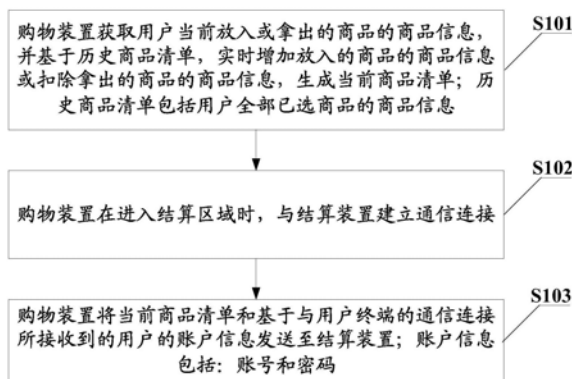 购物装置获取用户当前放入或拿出的商品的商品信息，
并基于历史商品清单，实时增加放入的商品的商品信息
或扣除拿出的商品的商品信息，生成当前商品清单；历
史商品清单包括用户全部已选商品的商品信息
S101
购物装置在进入结算区域时，与结算装置建立通信连接
S102
购物装置将当前商品清单和基于与用户终端的通信连接
所接收到的用户的账户信息发送至结算装置；账户信息
包括：账号和密码
S103